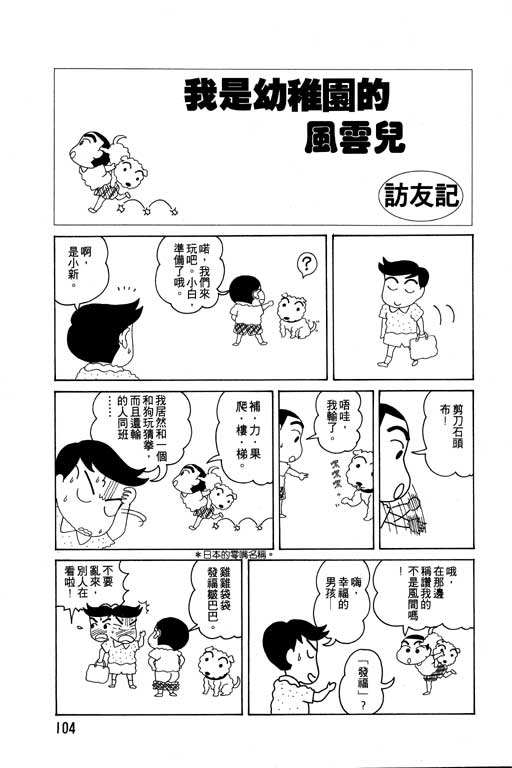 我是幼稚園的
風雲兒
訪友記
啊，
是小新。
喏，我們來
玩吧。小白，
準備了哦。
?
剪刀石頭
布！
唔哇，
我輸了。
補・力・果
爬・樓・梯。
我居然和一個
和狗玩猜拳，
而且還輸
的人同班
……
＊日本的零嘴名稱。
哦，
在那邊
稱讚我的
不是風間嗎
！
嗨，
幸福的
男孩—
「發福」？
雞雞袋袋
發福皺巴巴。
不要
亂來，
別人在
看啦！
104